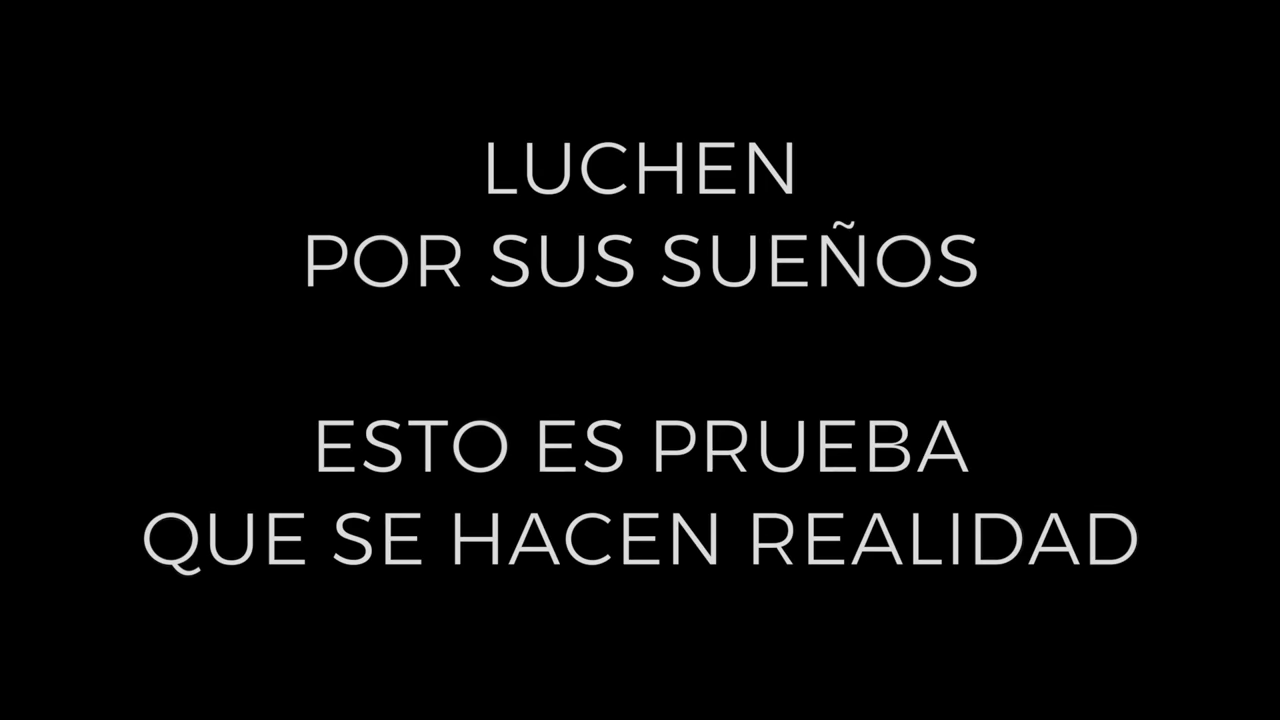 LUCHEN
POR SUS SUEÑOS
ESTO ES PRUEBA
QUE SE HACEN REALIDAD